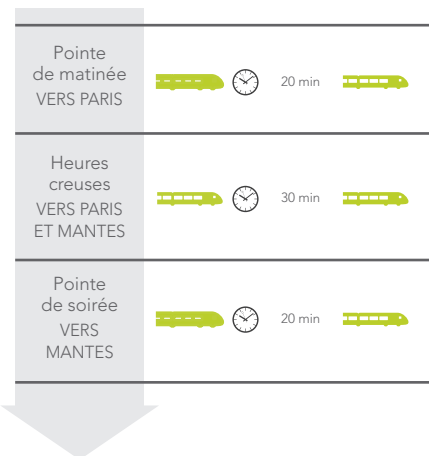 Pointe
de matinée
VERS PARIS
20 min
Heures
creuses
VERS PARIS
ET MANTES
30 min
Pointe
de soirée
VERS
MANTES
20 min